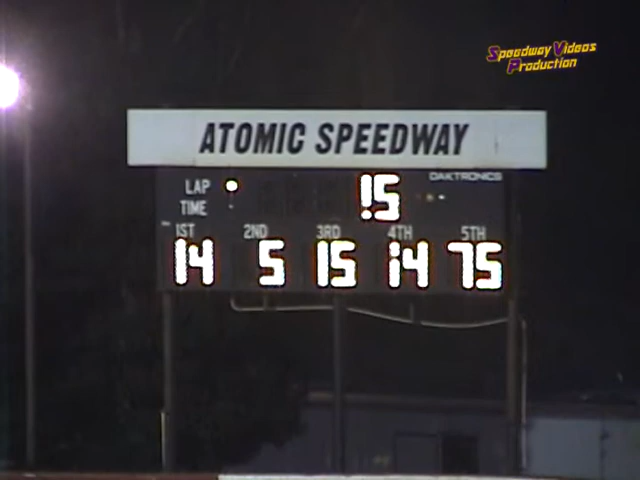 Speedway Videos
Production
ATOMIC SPEEDWAY
DAKTRONICS
LAP 15
TIME
1ST 2ND 3RD 4TH 5TH
14 5 15 14 75